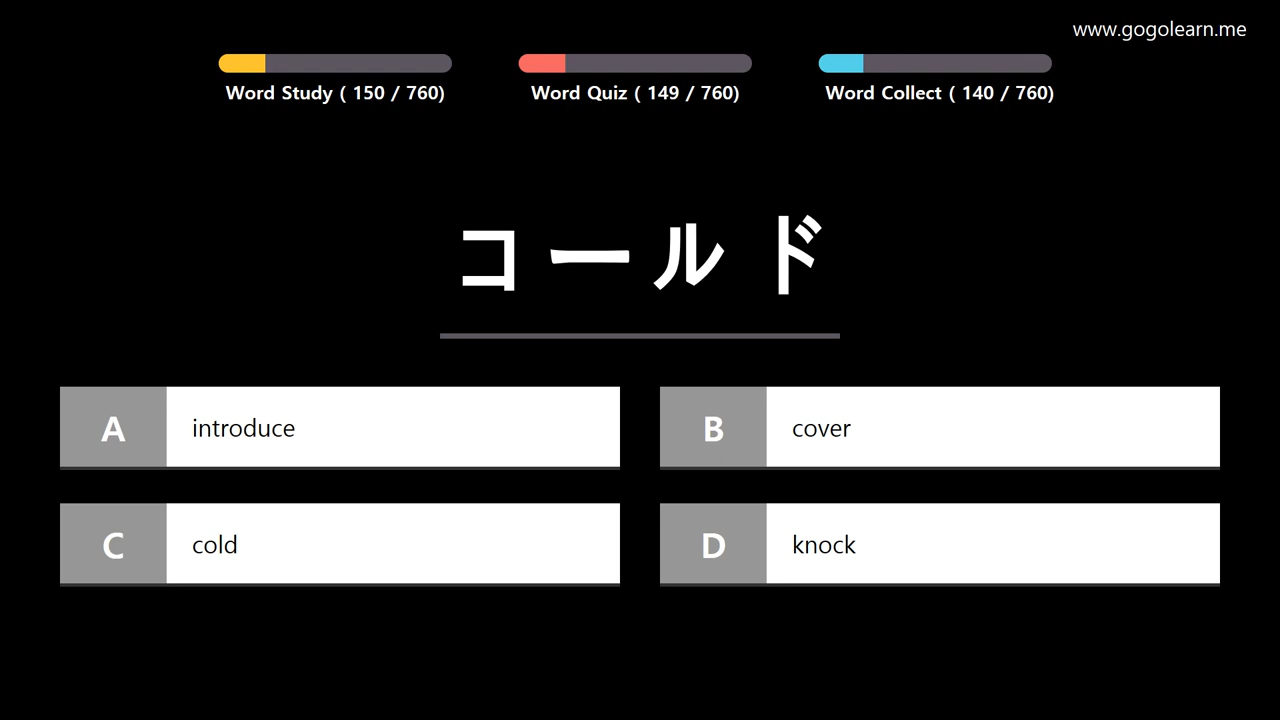 www.gogolearn.me
Word Study ( 150 / 760)
Word Quiz ( 149 / 760)
Word Collect ( 140 / 760)
コールド
A introduce
B cover
C cold
D knock